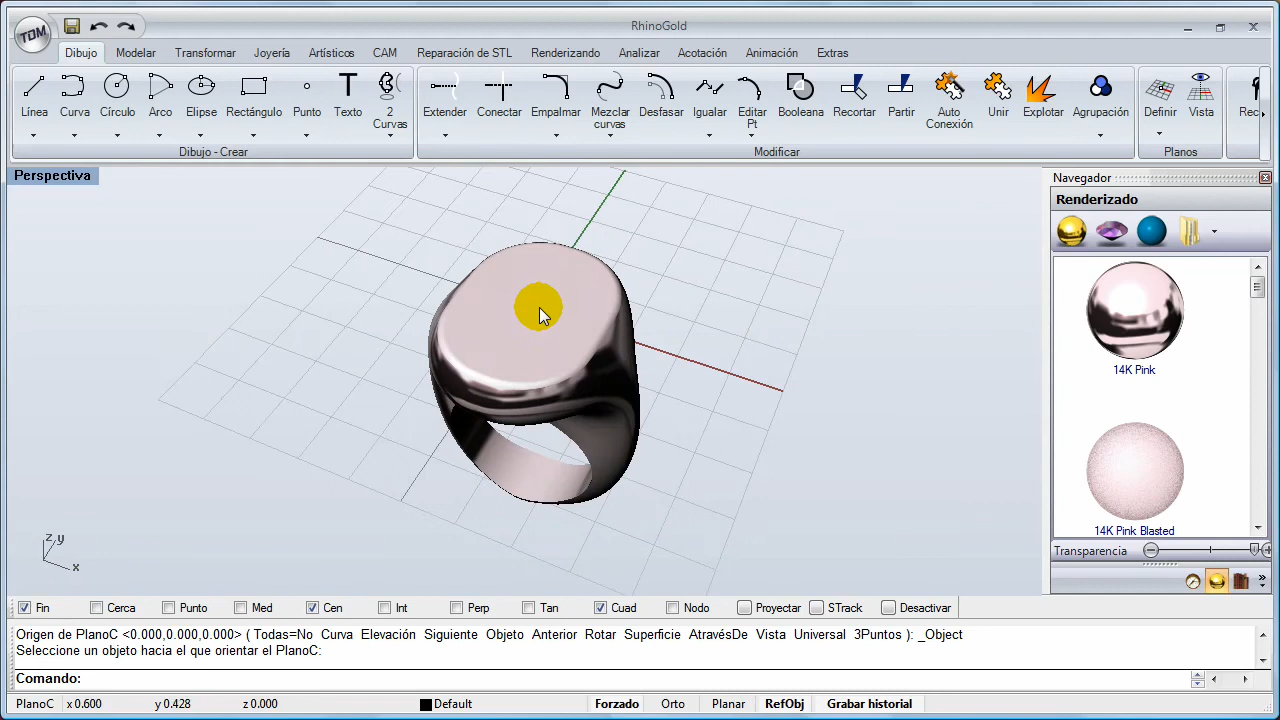 TDM
RhinoGold
Dibujo Modelar Transformar Joyería Artísticos CAM Reparación de STL Renderizando Analizar Acotación Animación Extras
Línea Curva Círculo Arco Elipse Rectángulo Punto Texto 2 Curvas Extender Conectar Empalmar Mezclar curvas Desfasar Igualar Editar Pt Booleana Recortar Partir Auto Conexión Unir Explotar Agrupación Definir Vista
Dibujo - Crear Modificar Planos
Perspectiva
Navegador
Renderizado
14K Pink
14K Pink Blasted
z y
x
Transparencia
Fin Cerca Punto Med Cen Int Perp Tan Cuad Nodo Proyectar STrack Desactivar
Origen de PlanoC <0.000,0.000,0.000> ( Todas=No Curva Elevación Siguiente Objeto Anterior Rotar Superficie AtravésDe Vista Universal 3Puntos ): _Object
Seleccione un objeto hacia el que orientar el PlanoC:
Comando:
PlanoC x 0.600 y 0.428 z 0.000 Default Forzado Orto Planar RefObj Grabar historial